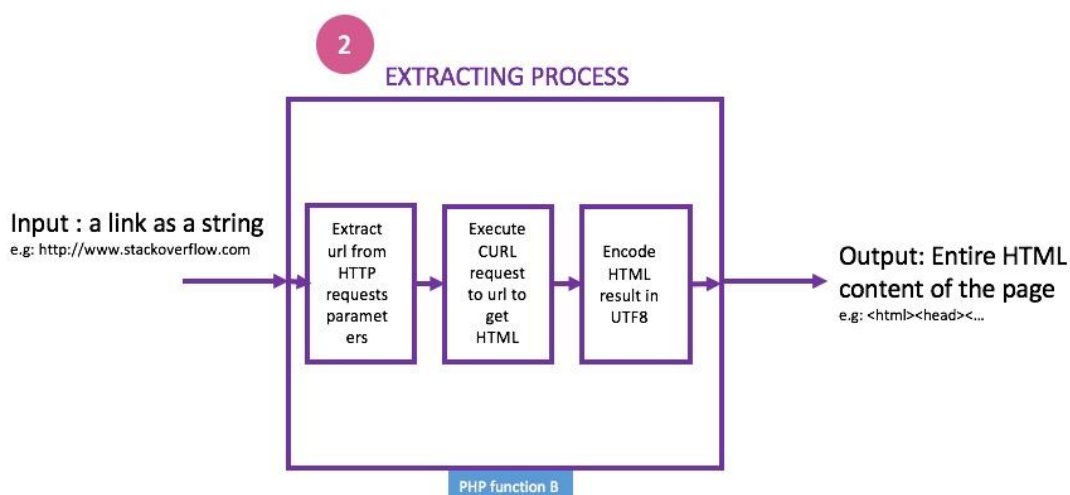 2
EXTRACTING PROCESS
Input : a link as a string
e.g: http://www.stackoverflow.com
Extract
url from
HTTP
requests
paramet
ers
Execute
CURL
request
to url to
get
HTML
Encode
HTML
result in
UTF8
Output: Entire HTML
content of the page
e.g: <html><head><...
PHP function B